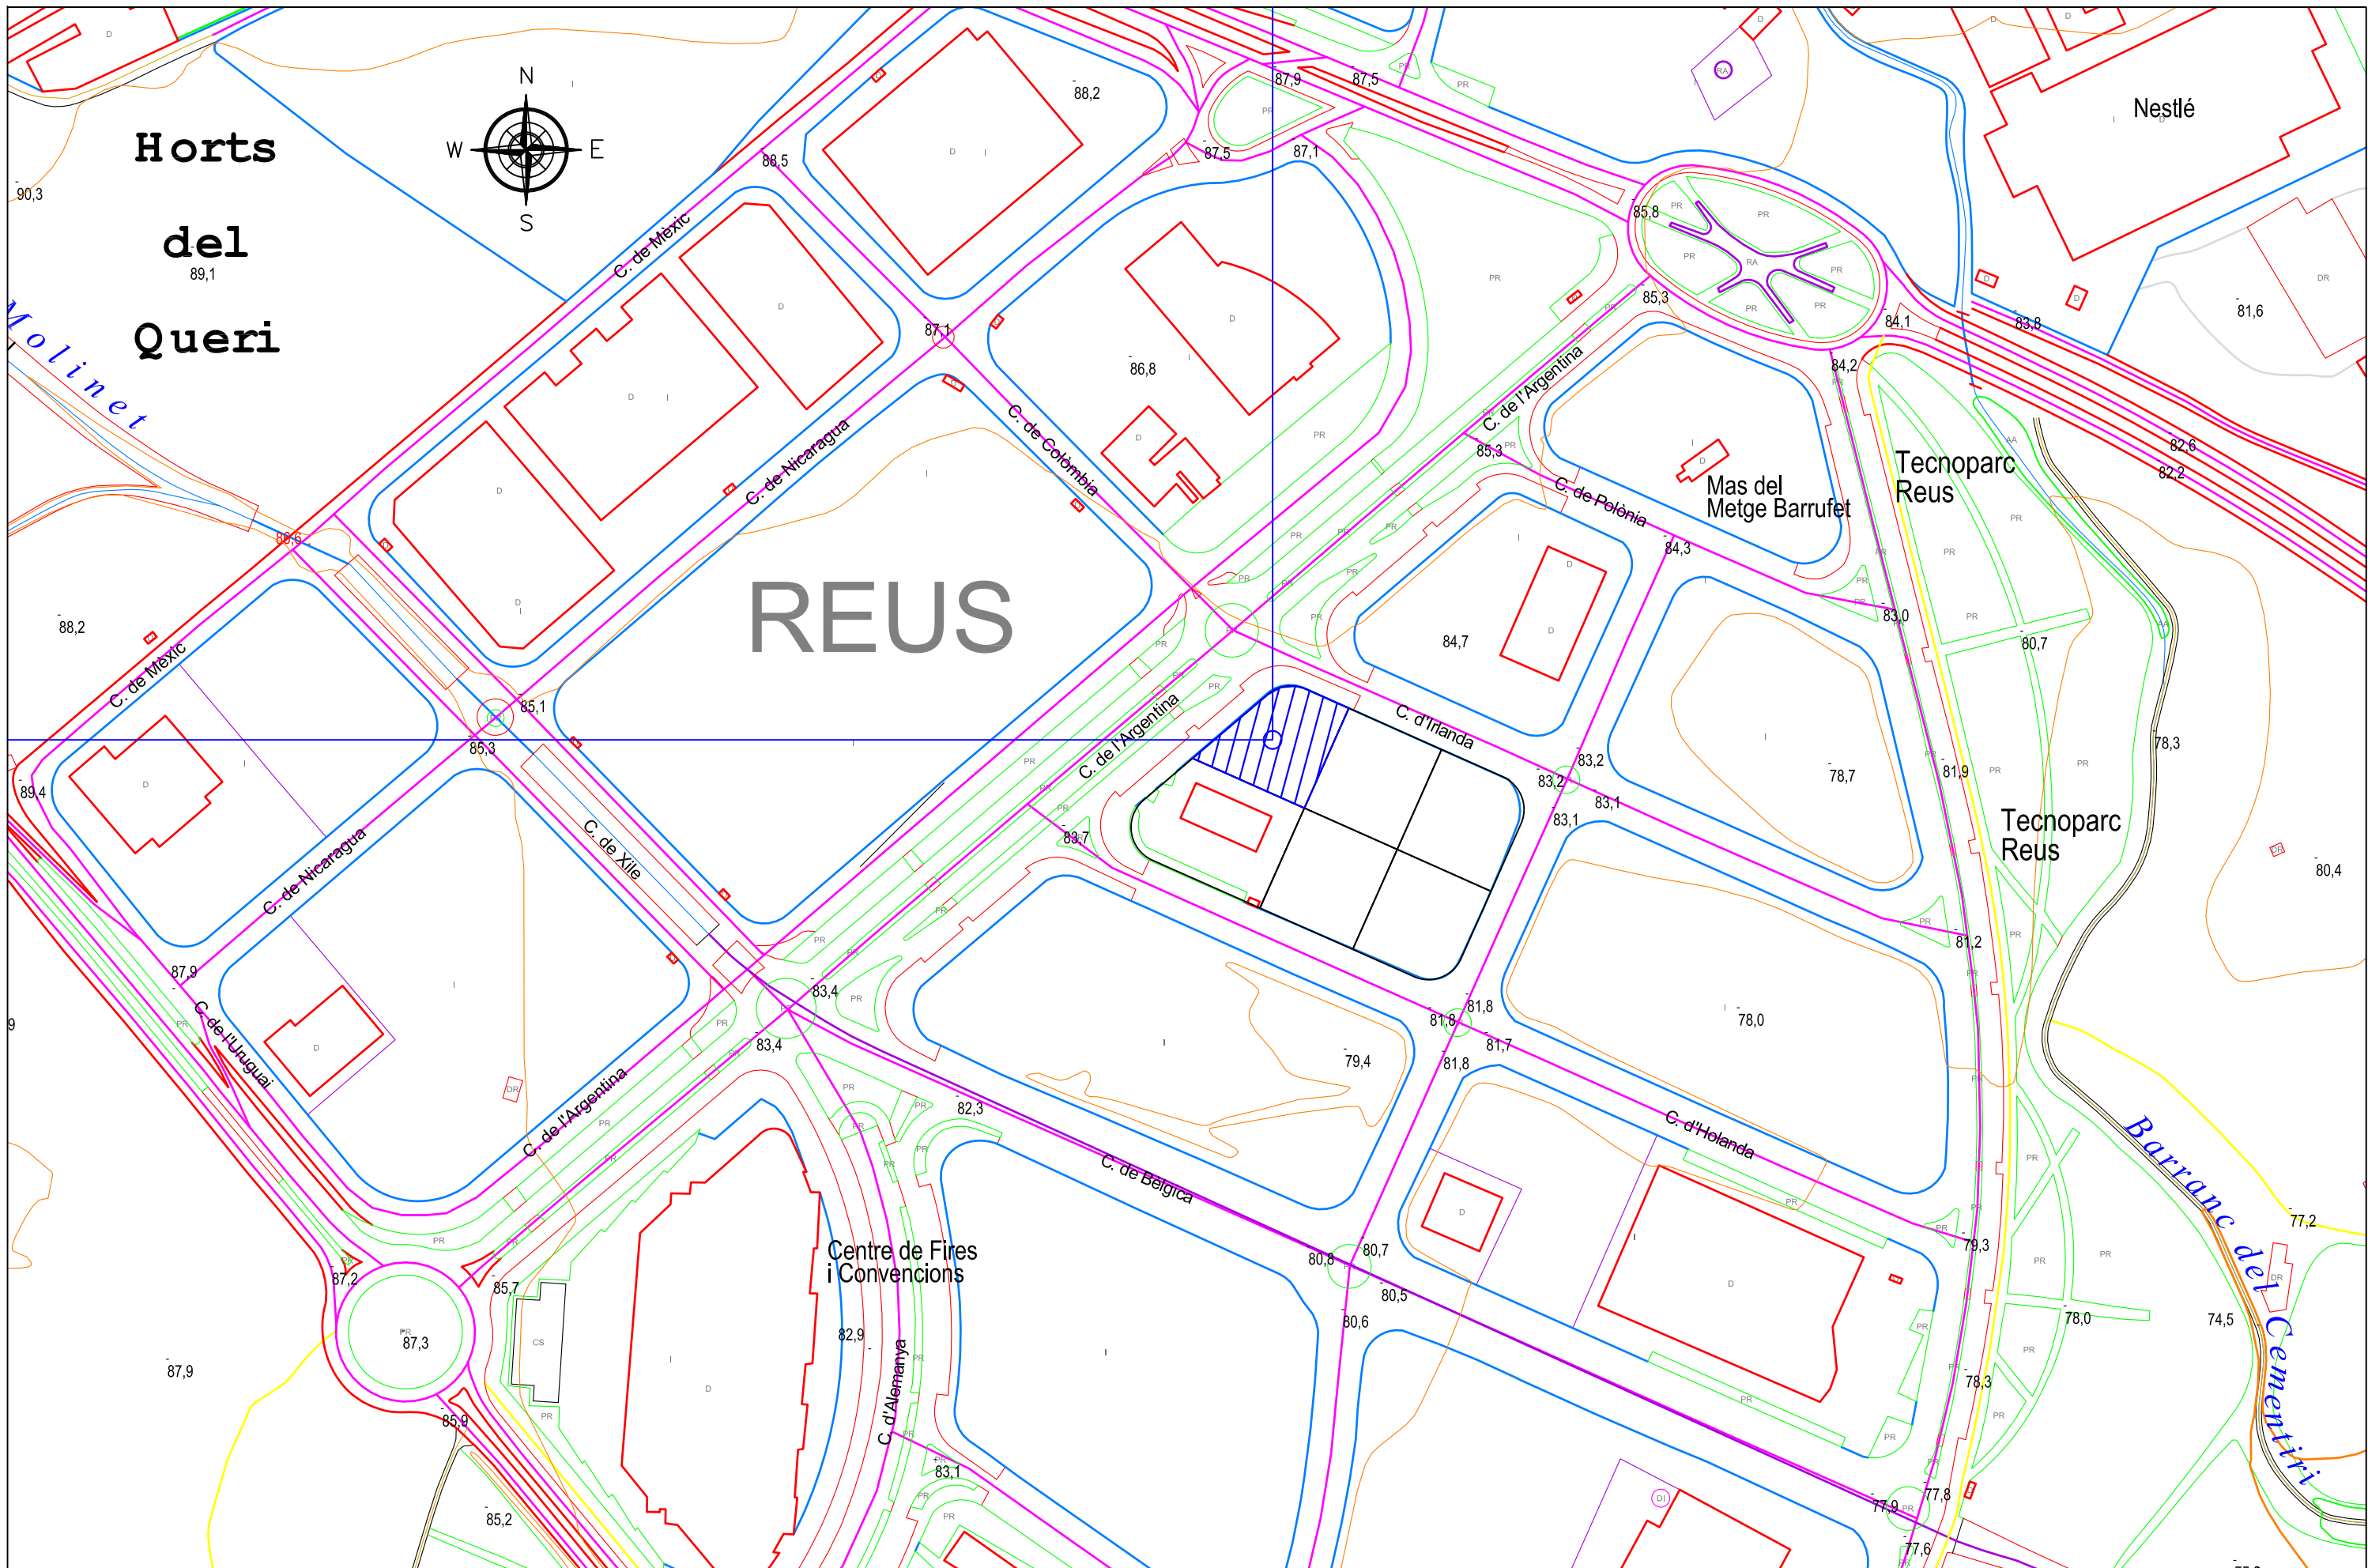 Horts
del
Queri
N
W
E
S
Molinet
REUS
Nestlé
Mas del
Metge Barrufet
Tecnoparc
Reus
Tecnoparc
Reus
Centre de Fires
i Convencions
Barranc del Cementiri
C. de Mèxic
C. de Mèxic
C. de Nicaragua
C. de Nicaragua
C. de Colòmbia
C. de l'Argentina
C. de l'Argentina
C. de l'Argentina
C. de Polònia
C. d'Irlanda
C. de Xile
C. de l'Uruguai
C. d'Holanda
C. de Bèlgica
C. d'Alemanya
90,3
89,1
88,2
88,5
87,5
87,1
87,9
87,5
85,8
85,3
84,1
83,8
84,2
81,6
82,6
82,2
87,1
86,8
85,3
84,3
84,7
83,0
80,7
88,2
86,6
85,1
85,3
89,4
83,7
83,2
83,2
83,1
83,1
78,7
81,9
78,3
80,4
81,2
87,9
83,4
83,4
82,3
79,4
81,8
81,8
81,8
81,7
78,0
79,3
77,2
78,0
74,5
87,2
87,3
85,7
87,9
85,9
85,2
82,9
83,1
80,8
80,7
80,5
80,6
78,3
77,9
77,8
77,6